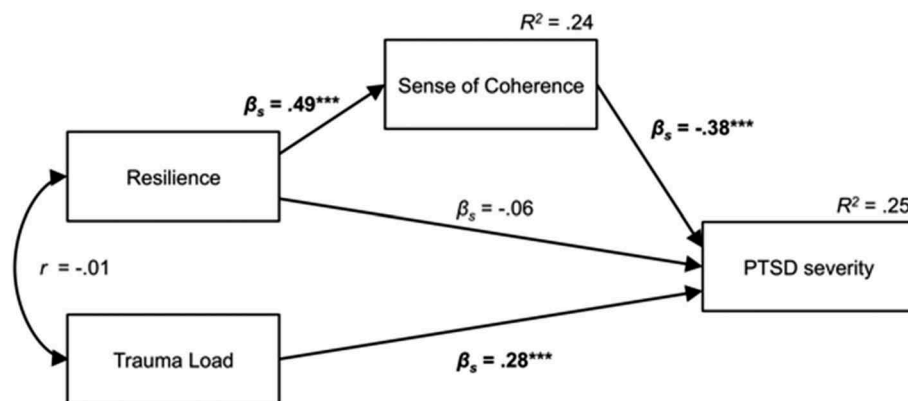 R² = .24
Sense of Coherence
βs = .49***
βs = -.38***
Resilience
βs = -.06
R² = .25
PTSD severity
r = -.01
Trauma Load
βs = .28***